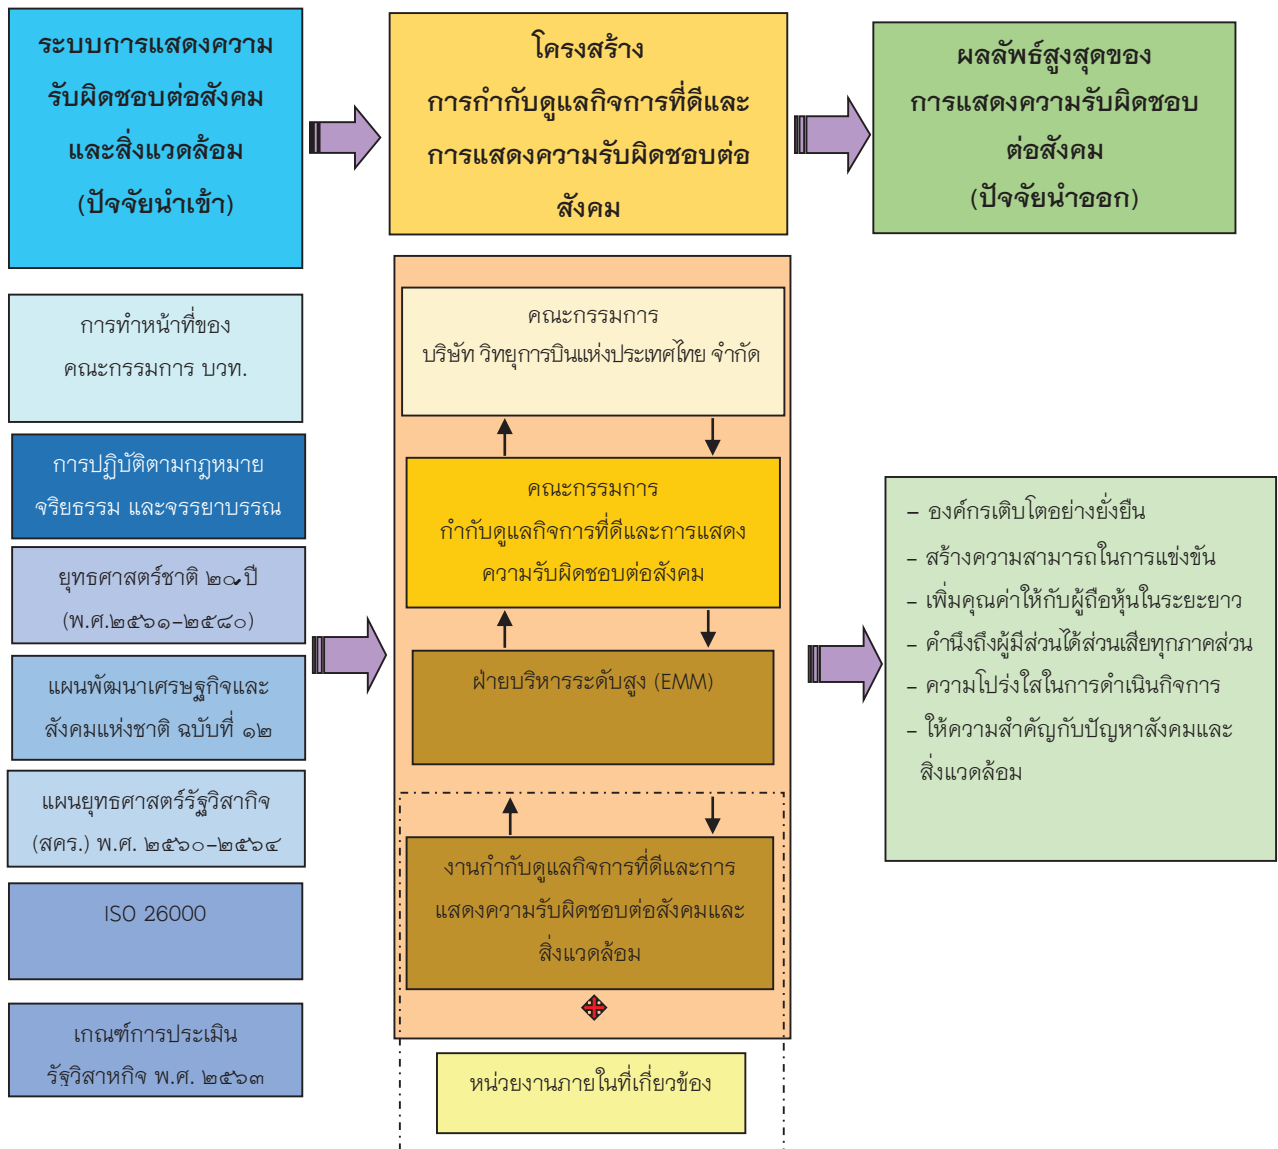 ระบบการแสดงความ
รับผิดชอบต่อสังคม
และสิ่งแวดล้อม
(ปัจจัยนำเข้า)
โครงสร้าง
การกำกับดูแลกิจการที่ดีและ
การแสดงความรับผิดชอบต่อ
สังคม
ผลลัพธ์สูงสุดของ
การแสดงความรับผิดชอบ
ต่อสังคม
(ปัจจัยนำออก)
การทำหน้าที่ของ
คณะกรรมการ บวท.
การปฏิบัติตามกฎหมาย
จริยธรรม และจรรยาบรรณ
ยุทธศาสตร์ชาติ ๒๐ ปี
(พ.ศ.๒๕๖๑-๒๕๘๐)
แผนพัฒนาเศรษฐกิจและ
สังคมแห่งชาติ ฉบับที่ ๑๒
แผนยุทธศาสตร์รัฐวิสากิจ
(สคร.) พ.ศ. ๒๕๖๐-๒๕๖๔
ISO 26000
เกณฑ์การประเมิน
รัฐวิสาหกิจ พ.ศ. ๒๕๖๓
คณะกรรมการ
บริษัท วิทยุการบินแห่งประเทศไทย จำกัด
คณะกรรมการ
กำกับดูแลกิจการที่ดีและการแสดง
ความรับผิดชอบต่อสังคม
ฝ่ายบริหารระดับสูง (EMM)
งานกำกับดูแลกิจการที่ดีและการ
แสดงความรับผิดชอบต่อสังคมและ
สิ่งแวดล้อม
หน่วยงานภายในที่เกี่ยวข้อง
- องค์กรเติบโตอย่างยั่งยืน
- สร้างความสามารถในการแข่งขัน
- เพิ่มคุณค่าให้กับผู้ถือหุ้นในระยะยาว
- คำนึงถึงผู้มีส่วนได้ส่วนเสียทุกภาคส่วน
- ความโปร่งใสในการดำเนินกิจการ
- ให้ความสำคัญกับปัญหาสังคมและ
สิ่งแวดล้อม